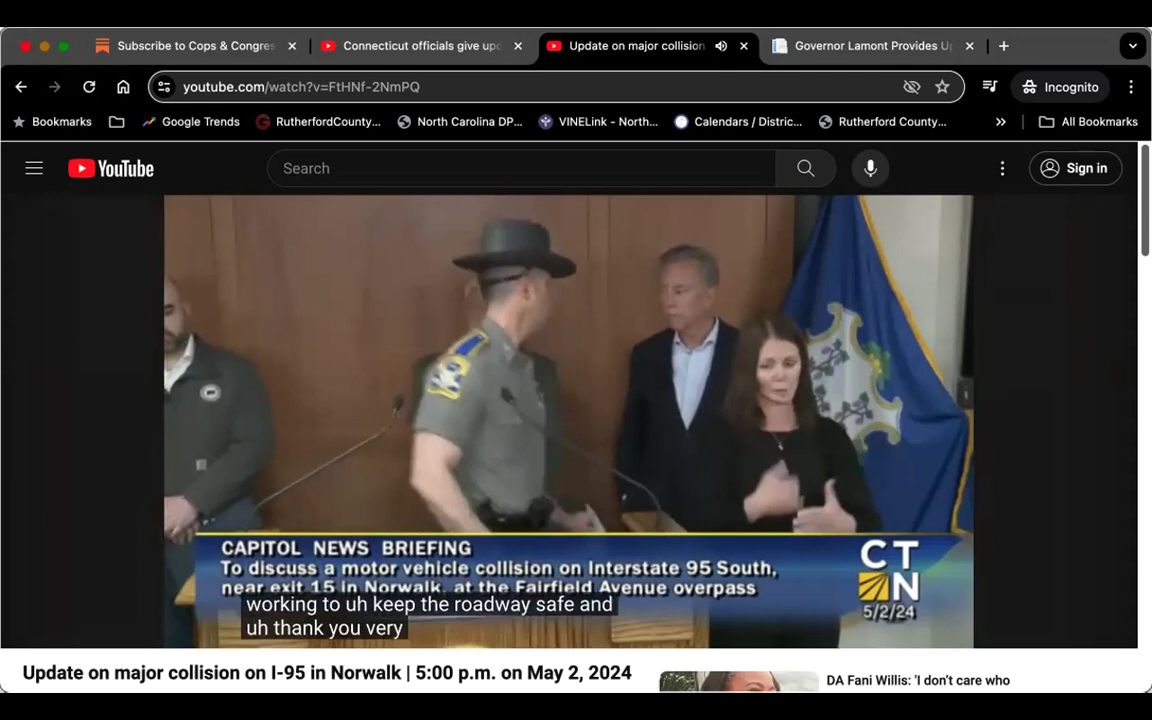 Subscribe to Cops & Congres
Connecticut officials give upd
Update on major collision
Governor Lamont Provides Up
youtube.com/watch?v=FtHNf-2NmPQ
Incognito
Bookmarks
Google Trends
RutherfordCounty...
North Carolina DP...
VINELink - North...
Calendars / Distric...
Rutherford County...
All Bookmarks
YouTube
Search
Sign in
CAPITOL NEWS BRIEFING
To discuss a motor vehicle collision on Interstate 95 South,
near exit 15 in Norwalk, at the Fairfield Avenue overpass
CT
N
5/2/24
working to uh keep the roadway safe and
uh thank you very
Update on major collision on I-95 in Norwalk | 5:00 p.m. on May 2, 2024
DA Fani Willis: 'I don't care who